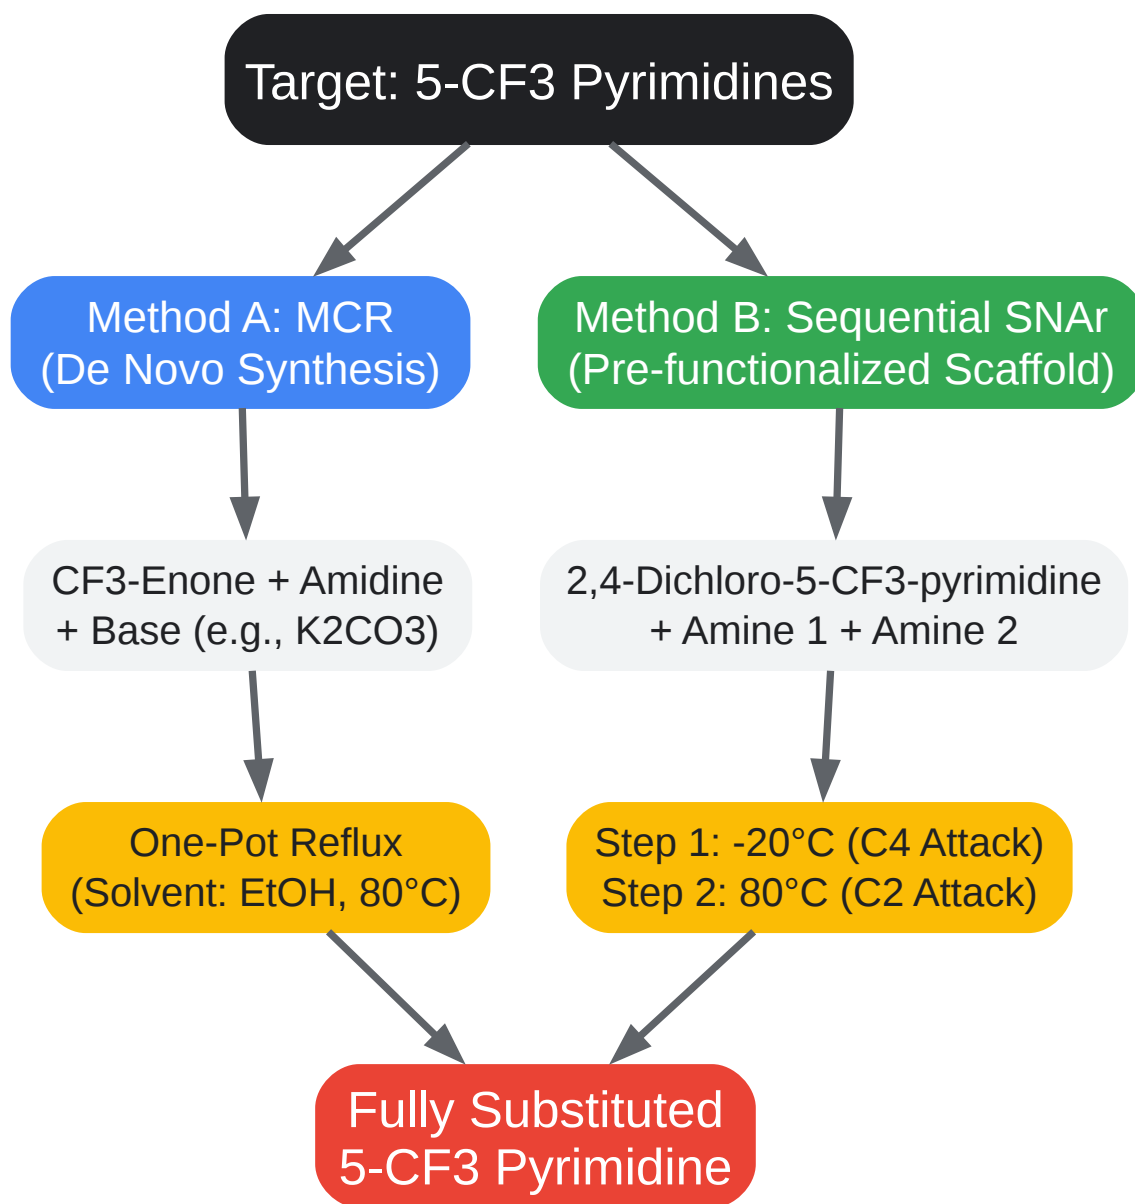 Target: 5-CF3 Pyrimidines
Method A: MCR
(De Novo Synthesis)
Method B: Sequential SNAr
(Pre-functionalized Scaffold)
CF3-Enone + Amidine
+ Base (e.g., K2CO3)
2,4-Dichloro-5-CF3-pyrimidine
+ Amine 1 + Amine 2
One-Pot Reflux
(Solvent: EtOH, 80°C)
Step 1: -20°C (C4 Attack)
Step 2: 80°C (C2 Attack)
Fully Substituted
5-CF3 Pyrimidine